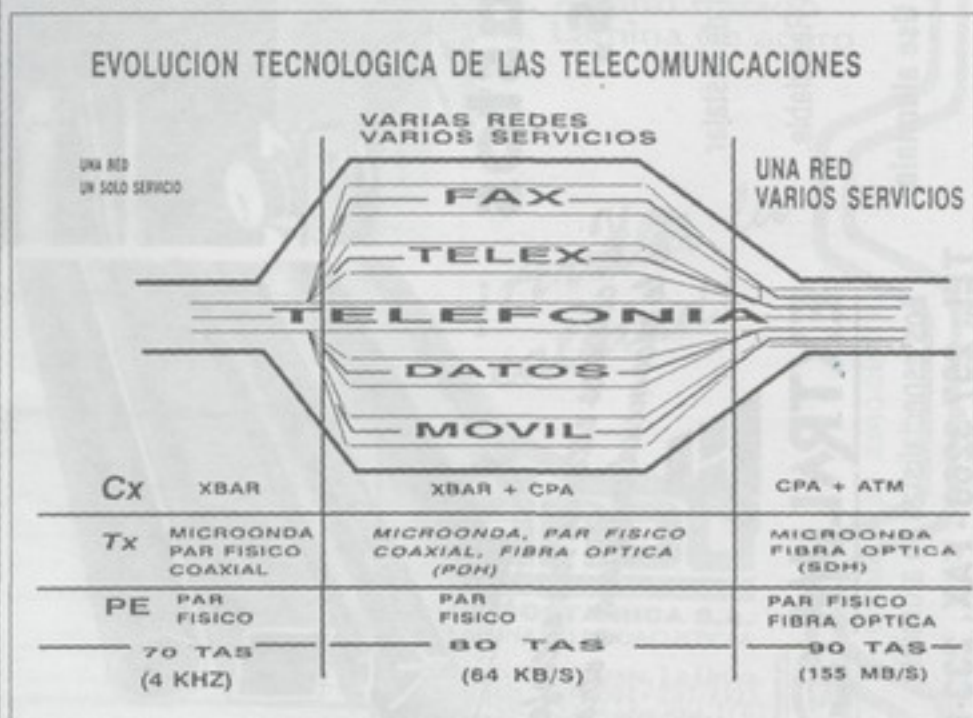 EVOLUCION TECNOLOGICA DE LAS TELECOMUNICACIONES
UNA RED
UN SOLO SERVICIO
VARIAS REDES
VARIOS SERVICIOS
UNA RED
VARIOS SERVICIOS
FAX
TELEX
TELEFONIA
DATOS
MOVIL
Cx XBAR XBAR + CPA CPA + ATM
Tx MICROONDA MICROONDA, PAR FISICO MICROONDA
PAR FISICO COAXIAL, FIBRA OPTICA FIBRA OPTICA
COAXIAL (PDH) (SDH)
PE PAR PAR PAR FISICO
FISICO FISICO FIBRA OPTICA
70 TAS 80 TAS 90 TAS
(4 KHZ) (64 KB/S) (155 MB/S)